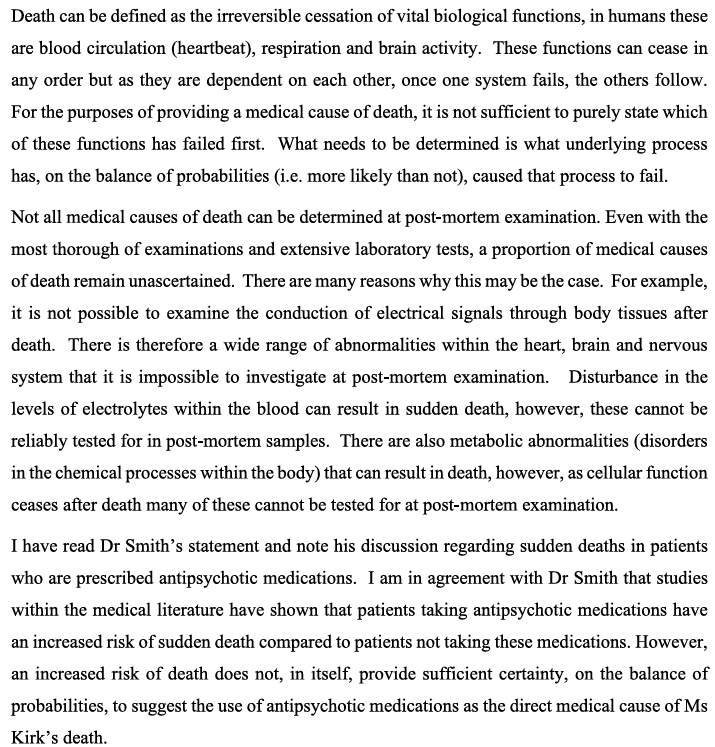 Death can be defined as the irreversible cessation of vital biological functions, in humans these
are blood circulation (heartbeat), respiration and brain activity.  These functions can cease in
any order but as they are dependent on each other, once one system fails, the others follow.
For the purposes of providing a medical cause of death, it is not sufficient to purely state which
of these functions has failed first.  What needs to be determined is what underlying process
has, on the balance of probabilities (i.e. more likely than not), caused that process to fail.
Not all medical causes of death can be determined at post-mortem examination. Even with the
most thorough of examinations and extensive laboratory tests, a proportion of medical causes
of death remain unascertained.  There are many reasons why this may be the case.  For example,
it is not possible to examine the conduction of electrical signals through body tissues after
death.  There is therefore a wide range of abnormalities within the heart, brain and nervous
system that it is impossible to investigate at post-mortem examination.   Disturbance in the
levels of electrolytes within the blood can result in sudden death, however, these cannot be
reliably tested for in post-mortem samples.  There are also metabolic abnormalities (disorders
in the chemical processes within the body) that can result in death, however, as cellular function
ceases after death many of these cannot be tested for at post-mortem examination.
I have read Dr Smith’s statement and note his discussion regarding sudden deaths in patients
who are prescribed antipsychotic medications.  I am in agreement with Dr Smith that studies
within the medical literature have shown that patients taking antipsychotic medications have
an increased risk of sudden death compared to patients not taking these medications. However,
an increased risk of death does not, in itself, provide sufficient certainty, on the balance of
probabilities, to suggest the use of antipsychotic medications as the direct medical cause of Ms
Kirk’s death.